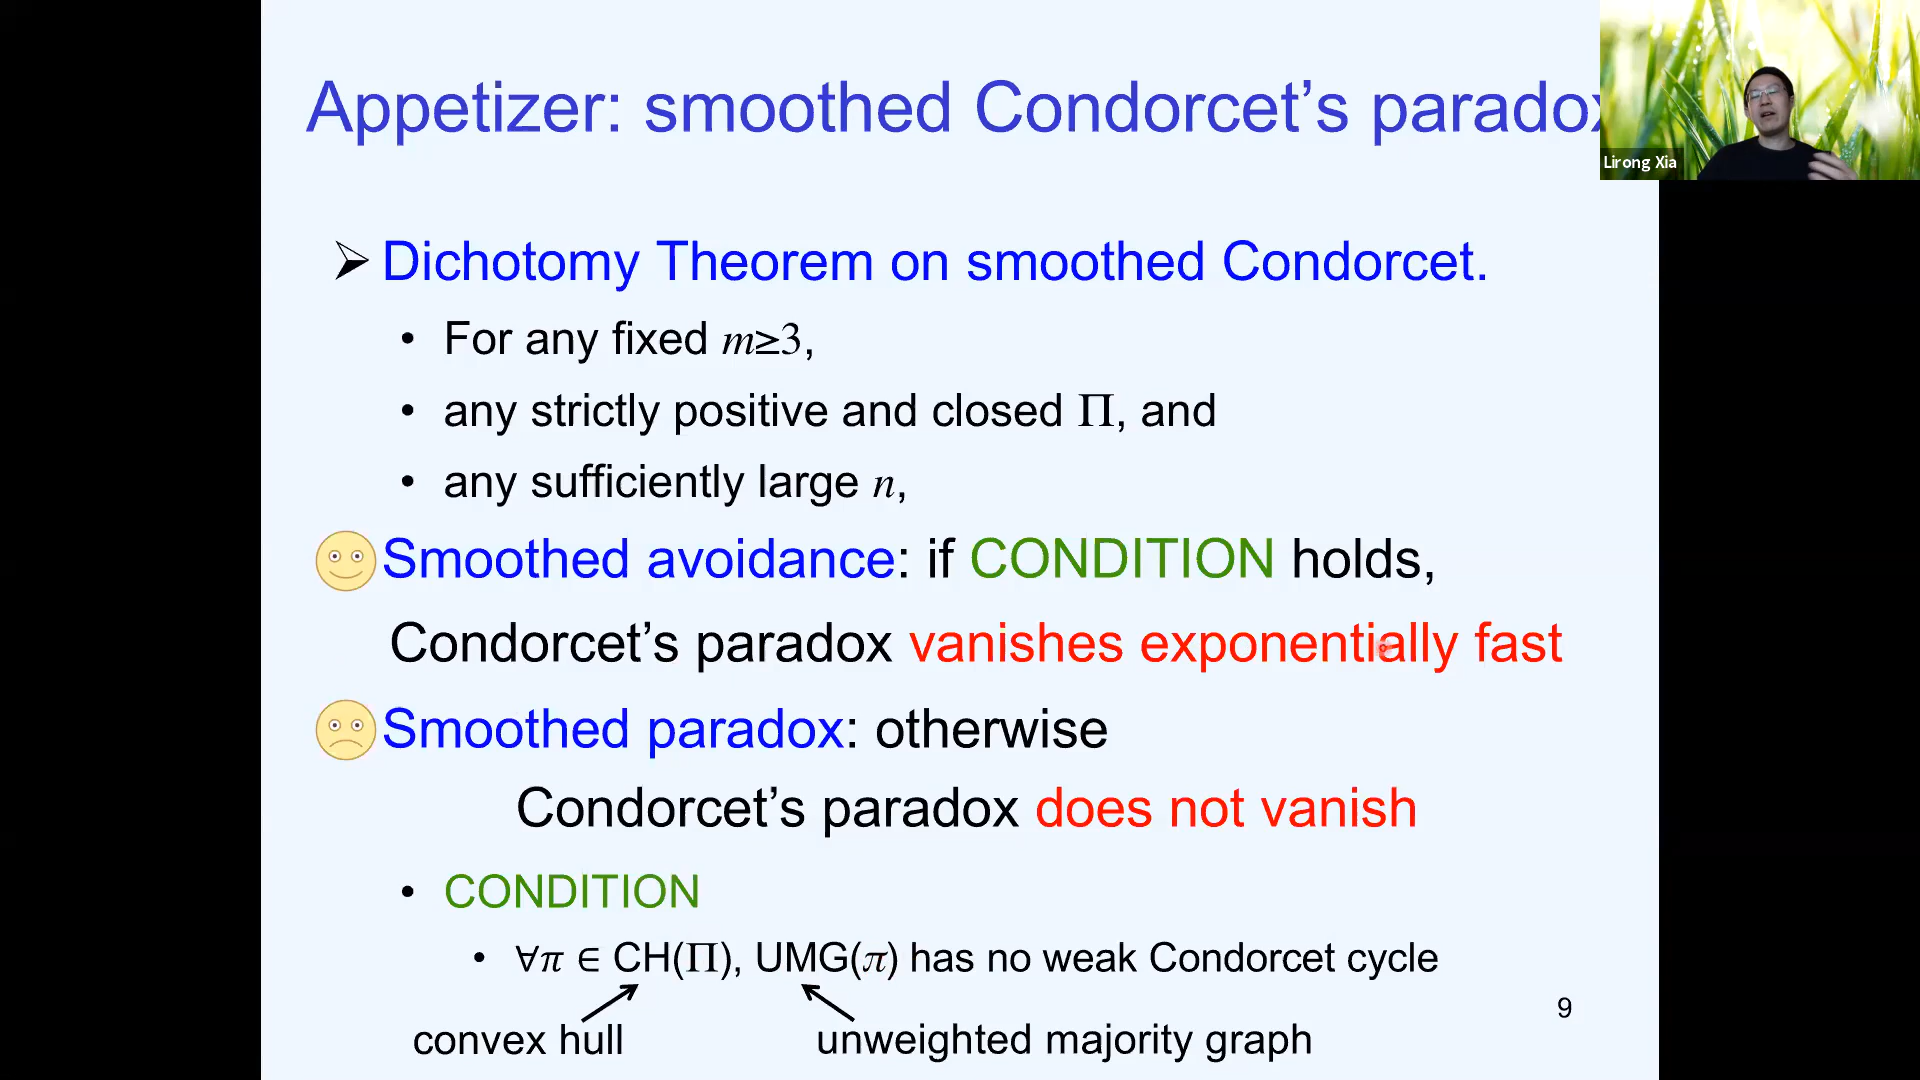 Appetizer: smoothed Condorcet’s paradox
Lirong Xia
➢ Dichotomy Theorem on smoothed Condorcet.
• For any fixed m≥3,
• any strictly positive and closed Π, and
• any sufficiently large n,
Smoothed avoidance: if CONDITION holds,
Condorcet’s paradox vanishes exponentially fast
Smoothed paradox: otherwise
Condorcet’s paradox does not vanish
• CONDITION
• ∀π ∈ CH(Π), UMG(π) has no weak Condorcet cycle
convex hull
unweighted majority graph
9